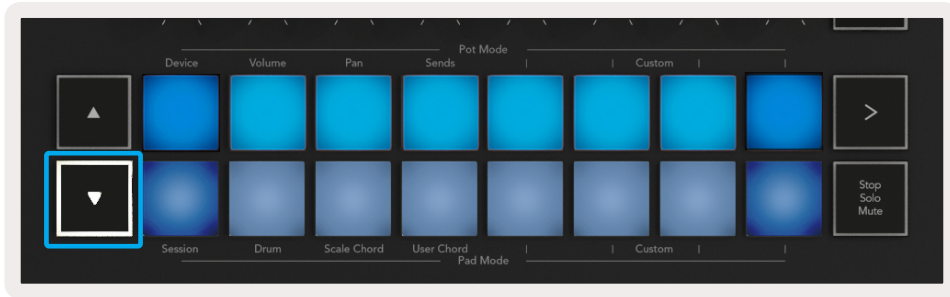 Pot Mode
Device Volume Pan Sends Custom
▲ >
▼ Stop
Solo
Mute
Session Drum Scale Chord User Chord Custom
Pad Mode